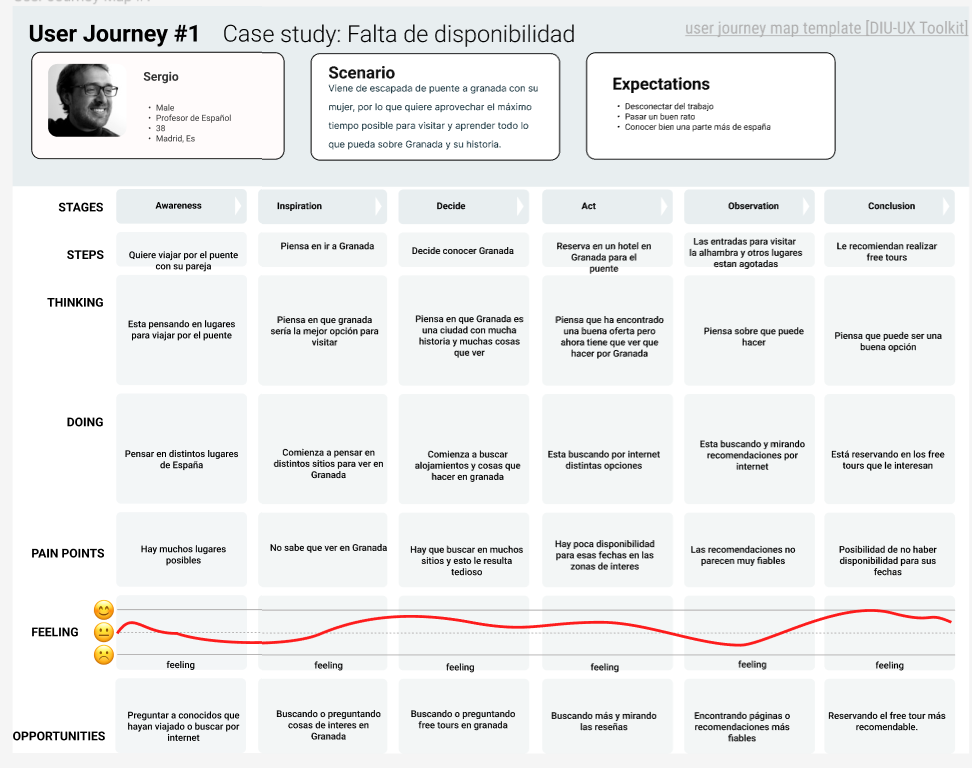 User Journey #1 Case study: Falta de disponibilidad
user journey map template [DIU-UX Toolkit]
Sergio
• Male
• Profesor de Español
• 38
• Madrid, Es
Scenario
Viene de escapada de puente a granada con su
mujer, por lo que quiere aprovechar el máximo
tiempo posible para visitar y aprender todo lo
que pueda sobre Granada y su historia.
Expectations
• Desconectar del trabajo
• Pasar un buen rato
• Conocer bien una parte más de españa
STAGES
Awareness
Inspiration
Decide
Act
Observation
Conclusion
STEPS
Quiere viajar por el puente
con su pareja
Piensa en ir a Granada
Decide conocer Granada
Reserva en un hotel en
Granada para el
puente
Las entradas para visitar
la alhambra y otros lugares
estan agotadas
Le recomiendan realizar
free tours
THINKING
Esta pensando en lugares
para viajar por el puente
Piensa en que granada
sería la mejor opción para
visitar
Piensa en que Granada es
una ciudad con mucha
historia y muchas cosas
que ver
Piensa que ha encontrado
una buena oferta pero
ahora tiene que ver que
hacer por Granada
Piensa sobre que puede
hacer
Piensa que puede ser una
buena opción
DOING
Pensar en distintos lugares
de España
Comienza a pensar en
distintos sitios para ver en
Granada
Comienza a buscar
alojamientos y cosas que
hacer en granada
Esta buscando por internet
distintas opciones
Esta buscando y mirando
recomendaciones por
internet
Está reservando en los free
tours que le interesan
PAIN POINTS
Hay muchos lugares
posibles
No sabe que ver en Granada
Hay que buscar en muchos
sitios y esto le resulta
tedioso
Hay poca disponibilidad
para esas fechas en las
zonas de interes
Las recomendaciones no
parecen muy fiables
Posibilidad de no haber
disponibilidad para sus
fechas
FEELING
feeling
feeling
feeling
feeling
feeling
feeling
OPPORTUNITIES
Preguntar a conocidos que
hayan viajado o buscar por
internet
Buscando o preguntando
cosas de interes en
Granada
Buscando o preguntando
free tours en granada
Buscando más y mirando
las reseñas
Encontrando páginas o
recomendaciones más
fiables
Reservando el free tour más
recomendable.